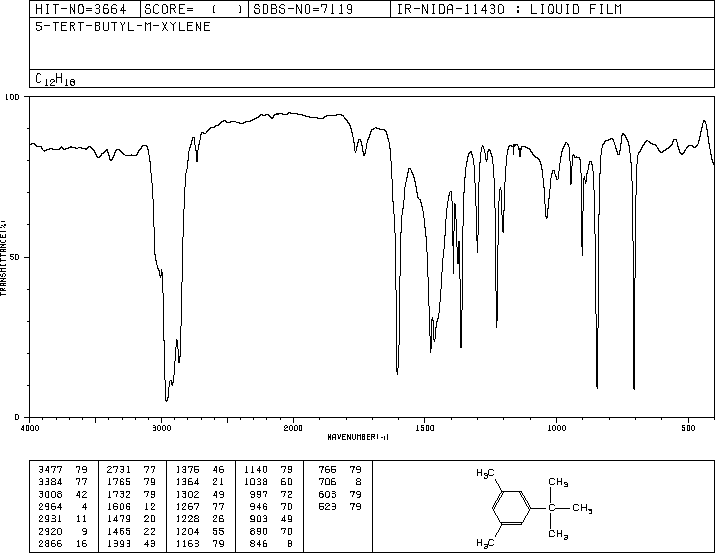 HIT-NO=3664 SCORE= ( ) SDBS-NO=7119 IR-NIDA-11430 : LIQUID FILM
5-TERT-BUTYL-M-XYLENE
C12H18
100
50
0
TRANSMITTANCE(%)
4000 3000 2000 1500 1000 500
WAVENUMBER(-1)
3477 79 2731 77 1376 46 1140 79 766 79
3384 77 1765 79 1364 21 1038 60 706 8
3008 42 1732 79 1302 49 997 72 603 79
2964 4 1606 12 1267 77 946 70 523 79
2931 11 1479 20 1228 26 903 49
2920 9 1465 22 1204 55 890 70
2866 16 1393 43 1163 79 846 8
H3C
CH3
CH3
CH3
H3C